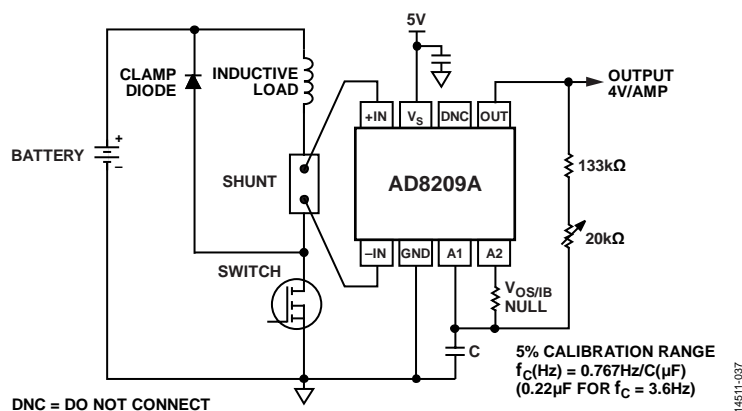 5V
CLAMP
DIODE
INDUCTIVE
LOAD
OUTPUT
4V/AMP
+IN
VS
DNC
OUT
BATTERY
+
–
SHUNT
AD8209A
133kΩ
20kΩ
–IN
GND
A1
A2
SWITCH
VOS/IB
NULL
C
5% CALIBRATION RANGE
fC(Hz) = 0.767Hz/C(µF)
(0.22µF FOR fC = 3.6Hz)
DNC = DO NOT CONNECT
14511-037